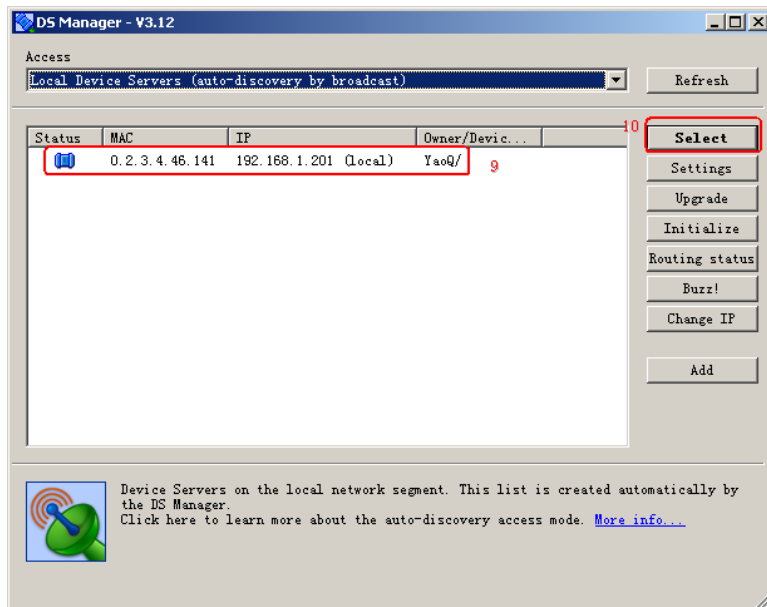 DS Manager - V3.12
Access
Local Device Servers (auto-discovery by broadcast)
Refresh
Status MAC IP Owner/Devic...
10
Select
0.2.3.4.46.141 192.168.1.201 (local) YaoQ/
9
Settings
Upgrade
Initialize
Routing status
Buzz!
Change IP
Add
Device Servers on the local network segment. This list is created automatically by
the DS Manager.
Click here to learn more about the auto-discovery access mode. More info...